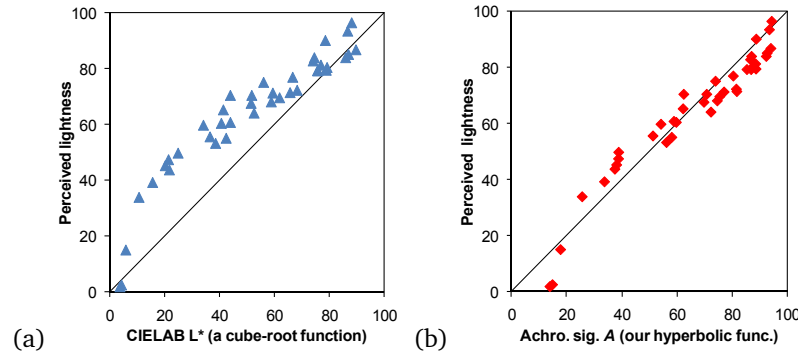 (a)
Perceived lightness
100
80
60
40
20
0
0 20 40 60 80 100
CIELAB L* (a cube-root function)
(b)
Perceived lightness
100
80
60
40
20
0
0 20 40 60 80 100
Achro. sig. A (our hyperbolic func.)